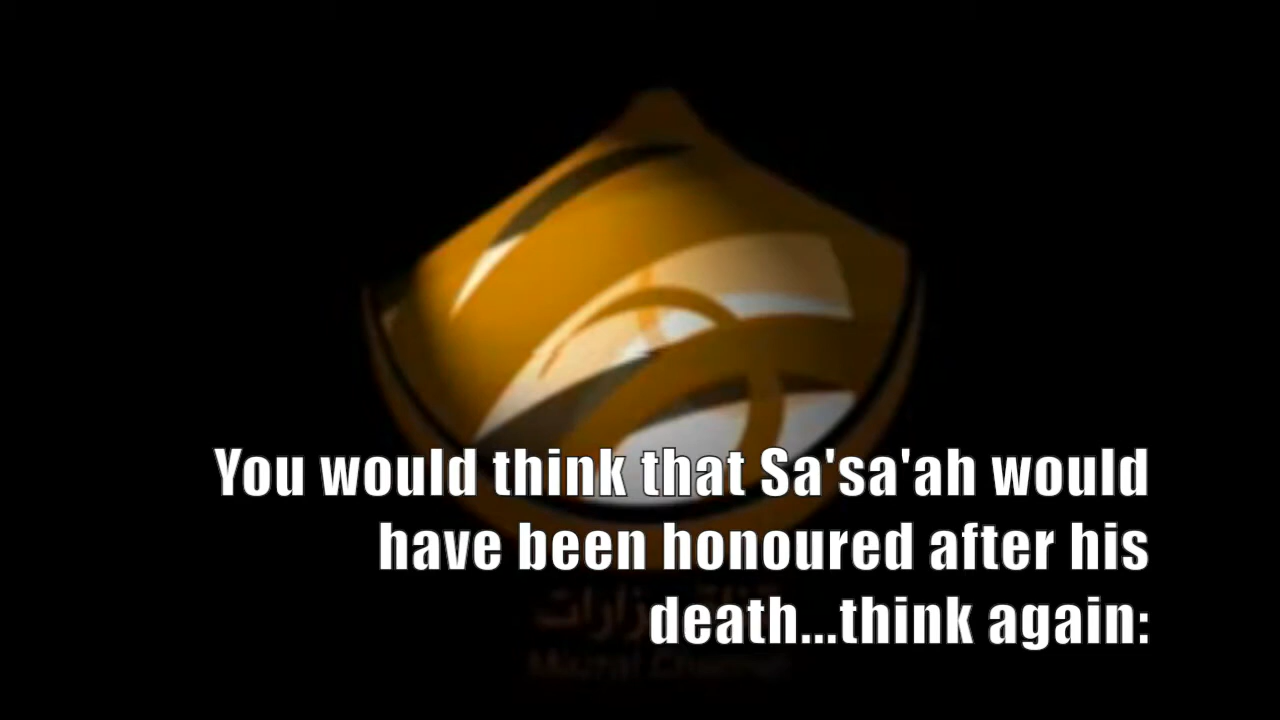 You would think that Sa'sa'ah would
have been honoured after his
death...think again: